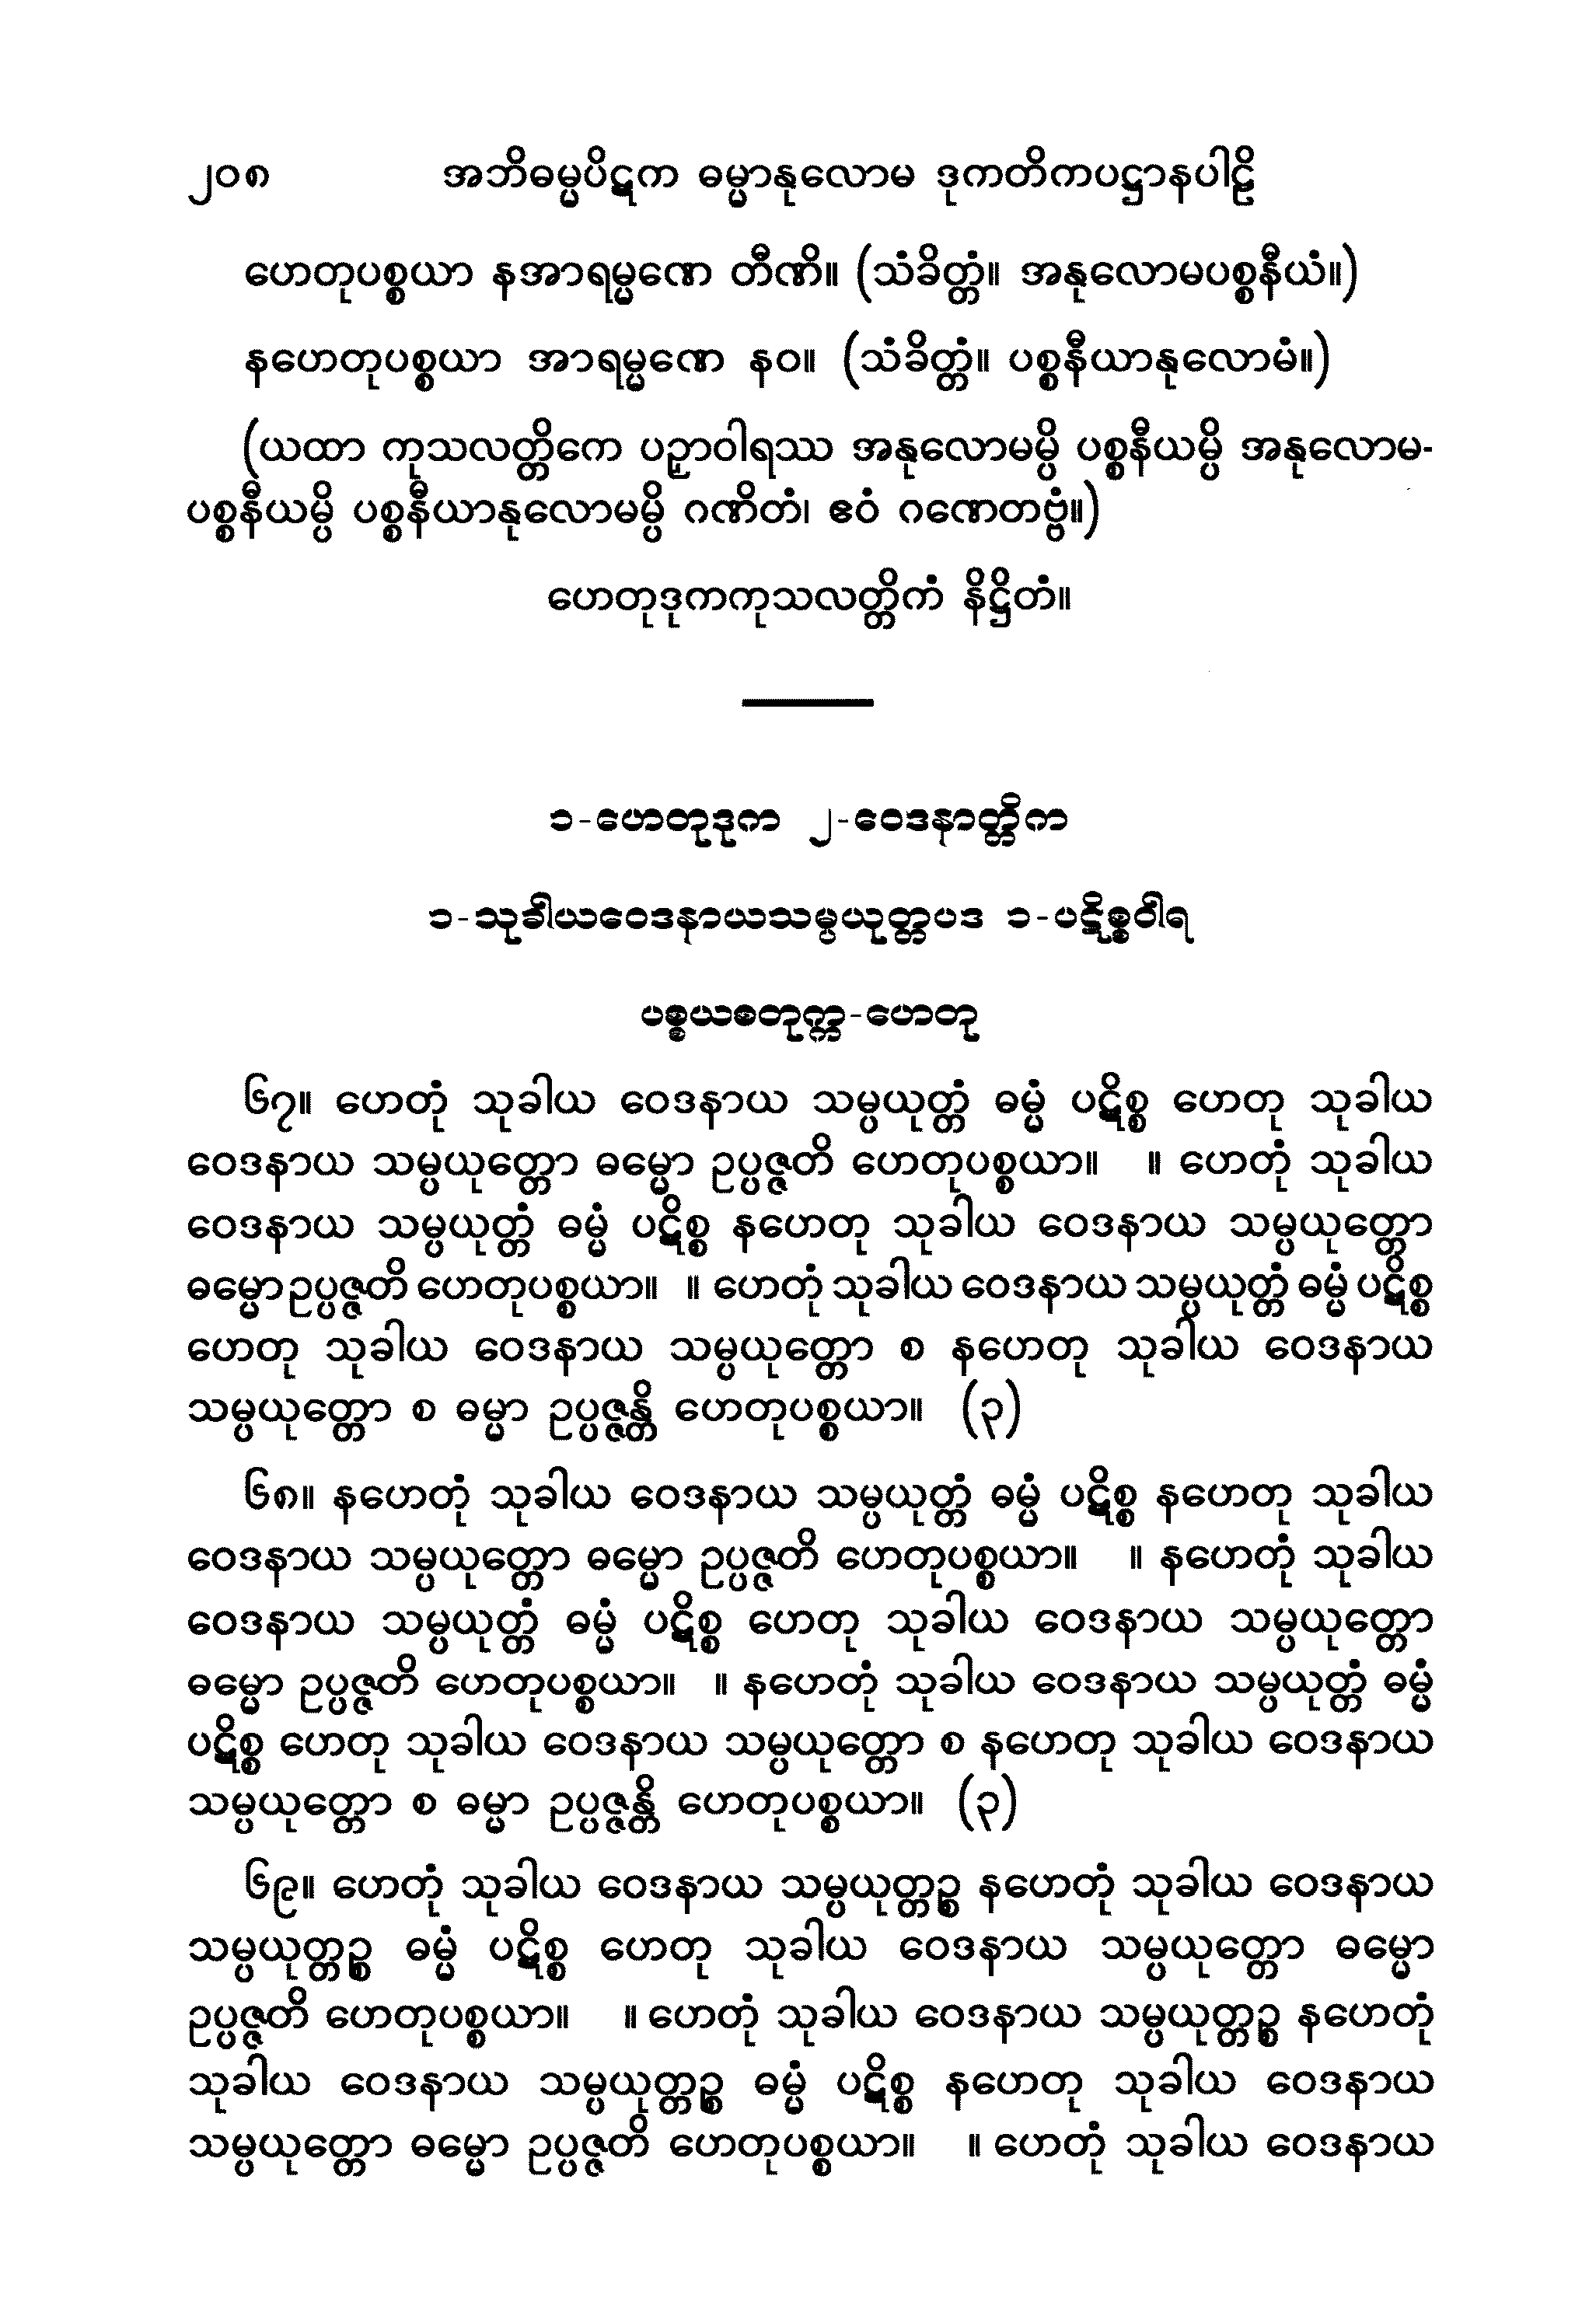 ၂၀၈ အဘိဓမ္မပိဋက ဓမ္မာနုလောမ ဒုကတိကပဋ္ဌာနပါဠိ
ဟေတုပစ္စယာ နအာရမ္မဏေ တီဏိ။ (သံခိတ္တံ။ အနုလောမပစ္စနီယံ။)
နဟေတုပစ္စယာ အာရမ္မဏေ နဝ။ (သံခိတ္တံ။ ပစ္စနီယာနုလောမံ။)
(ယထာ ကုသလတ္တိကေ ပဉှာဝါရဿ အနုလောမမ္ပိ ပစ္စနီယမ္ပိ အနုလောမ-
ပစ္စနီယမ္ပိ ပစ္စနီယာနုလောမမ္ပိ ဂဏိတံ၊ ဧဝံ ဂဏေတဗ္ဗံ။)
ဟေတုဒုကကုသလတ္တိကံ နိဋ္ဌိတံ။
၁-ဟေတုဒုက ၂-ဝေဒနာတ္တိက
၁-သုခါယဝေဒနာယသမ္ပယုတ္တပဒ ၁-ပဋိစ္စဝါရ
ပစ္စယစတုက္က-ဟေတု
၆၇။ ဟေတုံ သုခါယ ဝေဒနာယ သမ္ပယုတ္တံ ဓမ္မံ ပဋိစ္စ ဟေတု သုခါယ
ဝေဒနာယ သမ္ပယုတ္တော ဓမ္မော ဥပ္ပဇ္ဇတိ ဟေတုပစ္စယာ။ ။ ဟေတုံ သုခါယ
ဝေဒနာယ သမ္ပယုတ္တံ ဓမ္မံ ပဋိစ္စ နဟေတု သုခါယ ဝေဒနာယ သမ္ပယုတ္တော
ဓမ္မော ဥပ္ပဇ္ဇတိ ဟေတုပစ္စယာ။ ။ ဟေတုံ သုခါယ ဝေဒနာယ သမ္ပယုတ္တံ ဓမ္မံ ပဋိစ္စ
ဟေတု သုခါယ ဝေဒနာယ သမ္ပယုတ္တော စ နဟေတု သုခါယ ဝေဒနာယ
သမ္ပယုတ္တော စ ဓမ္မာ ဥပ္ပဇ္ဇန္တိ ဟေတုပစ္စယာ။ (၃)
၆၈။ နဟေတုံ သုခါယ ဝေဒနာယ သမ္ပယုတ္တံ ဓမ္မံ ပဋိစ္စ နဟေတု သုခါယ
ဝေဒနာယ သမ္ပယုတ္တော ဓမ္မော ဥပ္ပဇ္ဇတိ ဟေတုပစ္စယာ။ ။ နဟေတုံ သုခါယ
ဝေဒနာယ သမ္ပယုတ္တံ ဓမ္မံ ပဋိစ္စ ဟေတု သုခါယ ဝေဒနာယ သမ္ပယုတ္တော
ဓမ္မော ဥပ္ပဇ္ဇတိ ဟေတုပစ္စယာ။ ။ နဟေတုံ သုခါယ ဝေဒနာယ သမ္ပယုတ္တံ ဓမ္မံ
ပဋိစ္စ ဟေတု သုခါယ ဝေဒနာယ သမ္ပယုတ္တော စ နဟေတု သုခါယ ဝေဒနာယ
သမ္ပယုတ္တော စ ဓမ္မာ ဥပ္ပဇ္ဇန္တိ ဟေတုပစ္စယာ။ (၃)
၆၉။ ဟေတုံ သုခါယ ဝေဒနာယ သမ္ပယုတ္တဉ္စ နဟေတုံ သုခါယ ဝေဒနာယ
သမ္ပယုတ္တဉ္စ ဓမ္မံ ပဋိစ္စ ဟေတု သုခါယ ဝေဒနာယ သမ္ပယုတ္တော ဓမ္မော
ဥပ္ပဇ္ဇတိ ဟေတုပစ္စယာ။ ။ ဟေတုံ သုခါယ ဝေဒနာယ သမ္ပယုတ္တဉ္စ နဟေတုံ
သုခါယ ဝေဒနာယ သမ္ပယုတ္တဉ္စ ဓမ္မံ ပဋိစ္စ နဟေတု သုခါယ ဝေဒနာယ
သမ္ပယုတ္တော ဓမ္မော ဥပ္ပဇ္ဇတိ ဟေတုပစ္စယာ။ ။ ဟေတုံ သုခါယ ဝေဒနာယ